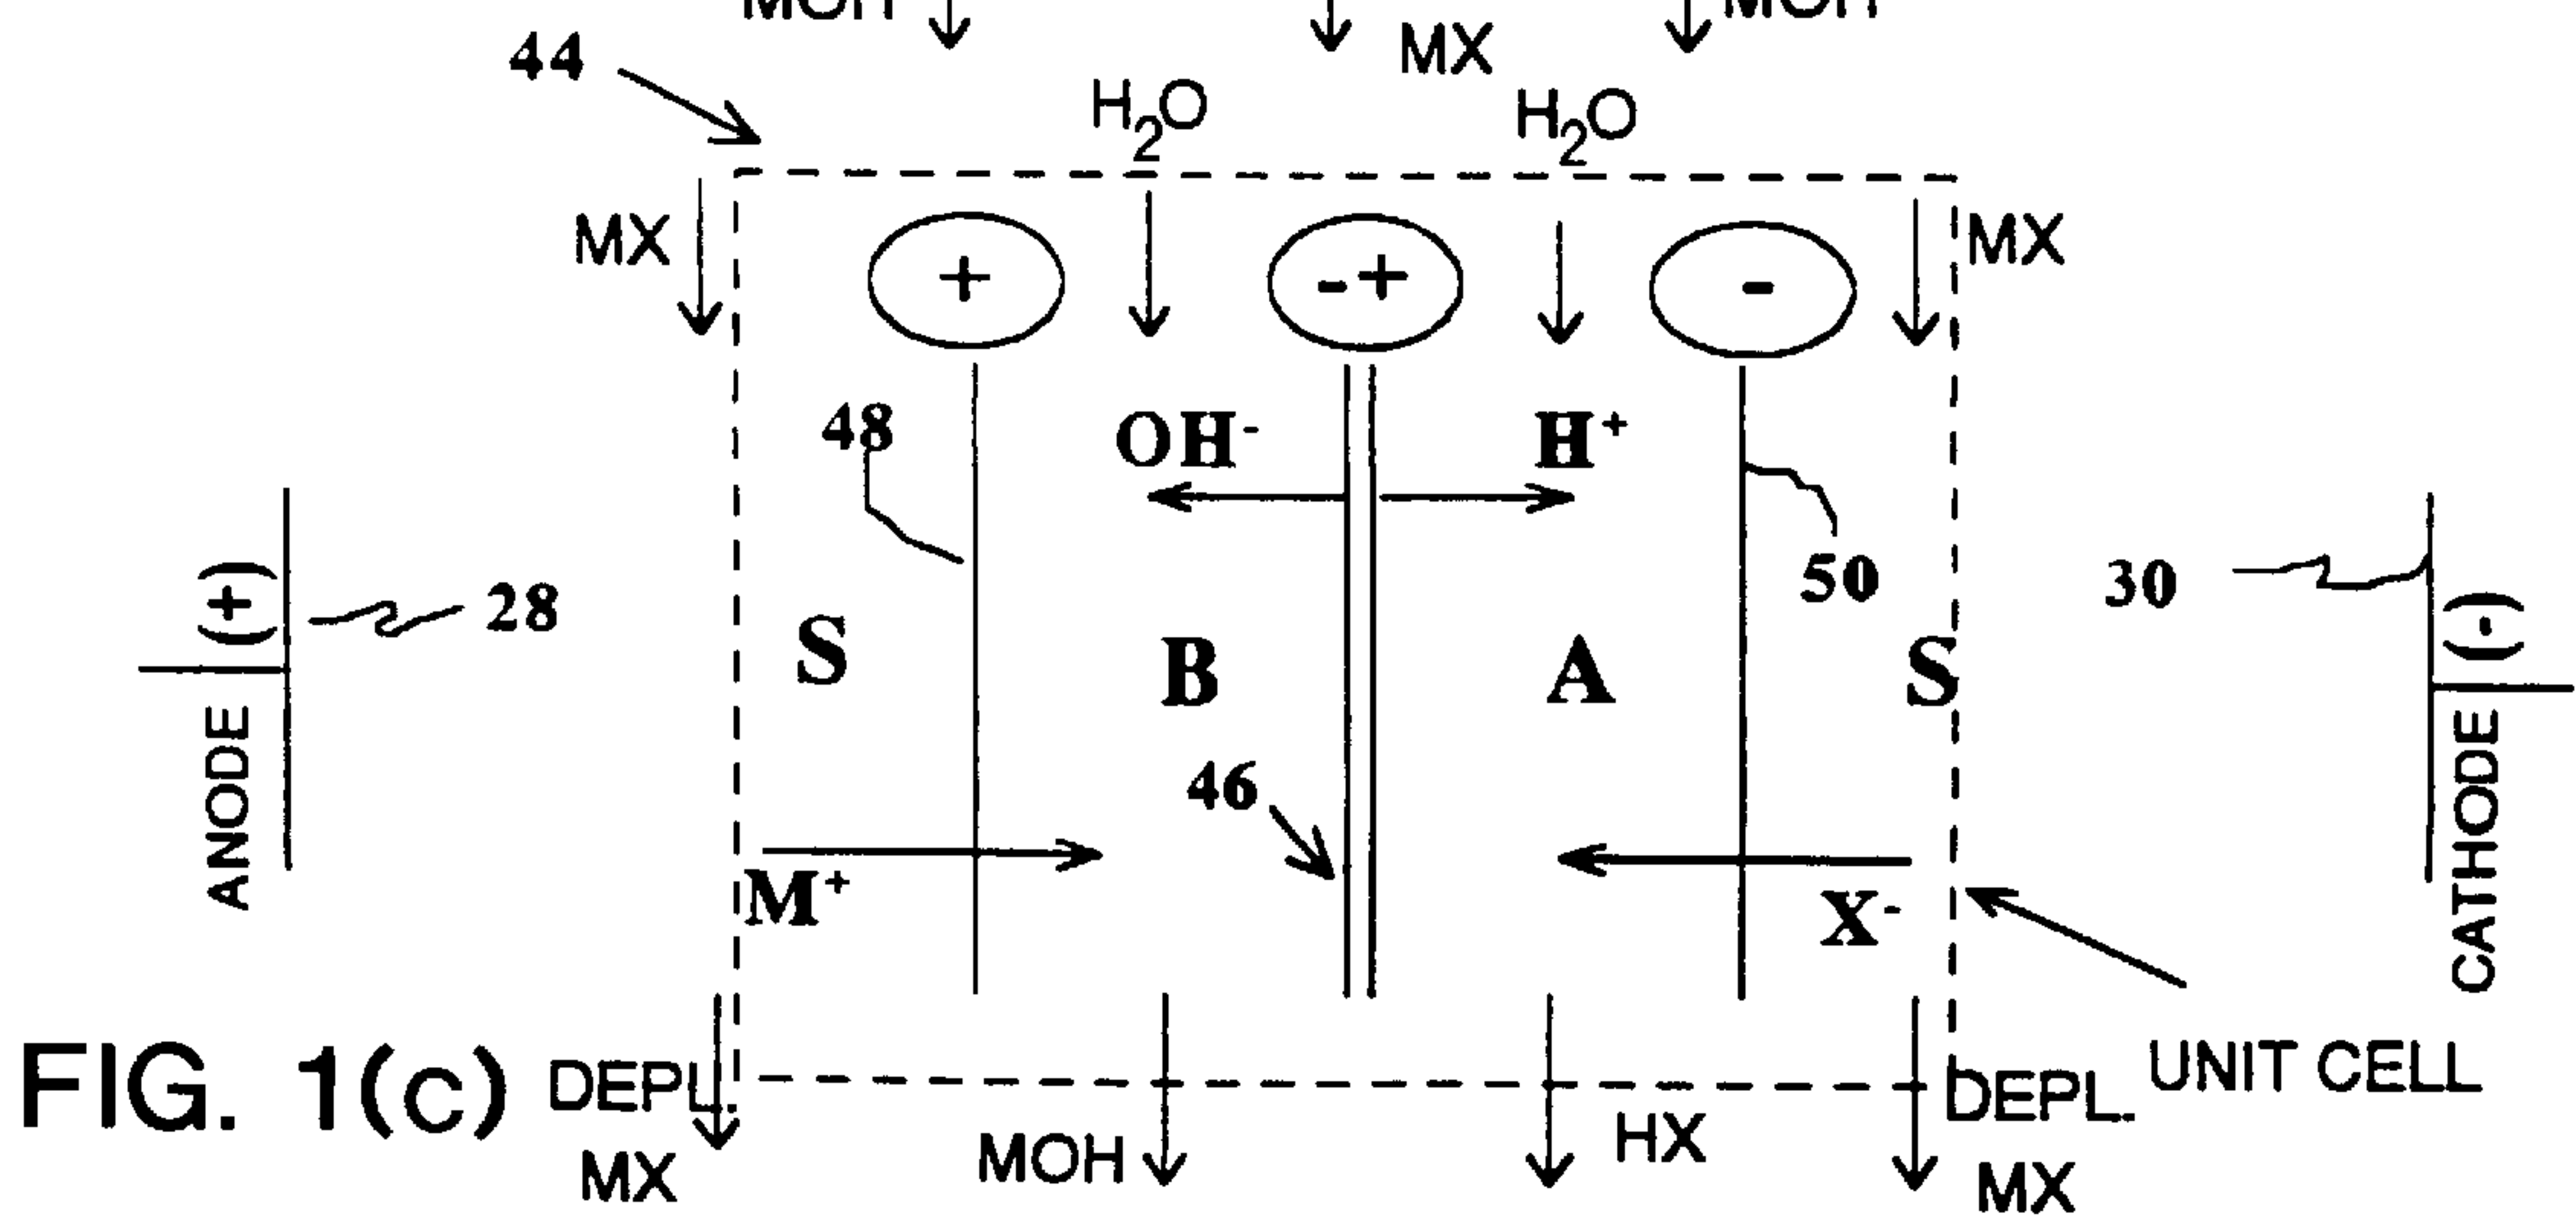 MOH MOH
44 MX
H₂O H₂O
MX MX
+ -+ -
48 OH⁻ H⁺
(+) 28 50 30 (-)
S B A S
46
ANODE CATHODE
M⁺ X⁻
FIG. 1(c) DEPL. DEPL. UNIT CELL
MX MOH HX MX